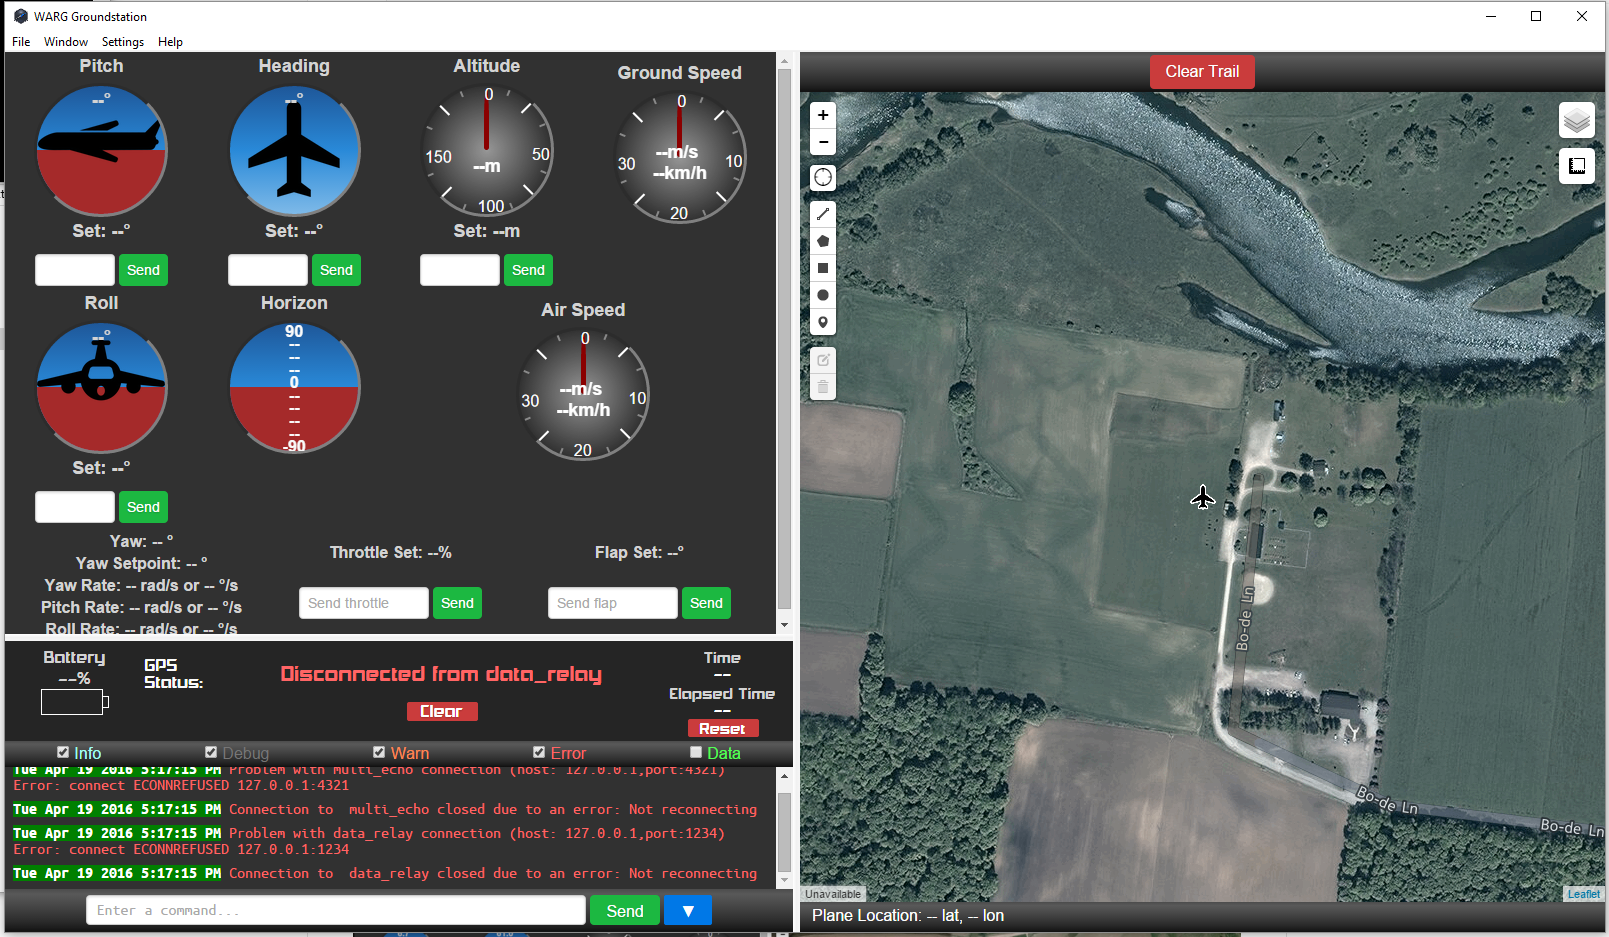 WARG Groundstation
File Window Settings Help
Pitch
Heading
Altitude
Ground Speed
--°
--°
0
50
100
150
--m
0
10
20
30
--m/s
--km/h
Set: --°
Set: --°
Set: --m
Send
Send
Send
Roll
Horizon
Air Speed
--°
90
--
--
0
--
--
--
--
-90
0
10
20
30
--m/s
--km/h
Set: --°
Send
Yaw: -- °
Yaw Setpoint: -- °
Yaw Rate: -- rad/s or -- °/s
Pitch Rate: -- rad/s or -- °/s
Roll Rate: -- rad/s or -- °/s
Throttle Set: --%
Send throttle
Send
Flap Set: --°
Send flap
Send
Battery
--%
GPS
Status:
Disconnected from data_relay
Clear
Time
--
Elapsed Time
--
Reset
Info
Debug
Warn
Error
Data
Tue Apr 19 2016 5:17:15 PM Problem with multi_echo connection (host: 127.0.0.1,port:4321)
Error: connect ECONNREFUSED 127.0.0.1:4321
Tue Apr 19 2016 5:17:15 PM Connection to multi_echo closed due to an error: Not reconnecting
Tue Apr 19 2016 5:17:15 PM Problem with data_relay connection (host: 127.0.0.1,port:1234)
Error: connect ECONNREFUSED 127.0.0.1:1234
Tue Apr 19 2016 5:17:15 PM Connection to data_relay closed due to an error: Not reconnecting
Enter a command...
Send
▼
Clear Trail
+
−
Bo-de Ln
Bo-de Ln
Bo-de Ln
Unavailable
Leaflet
Plane Location: -- lat, -- lon